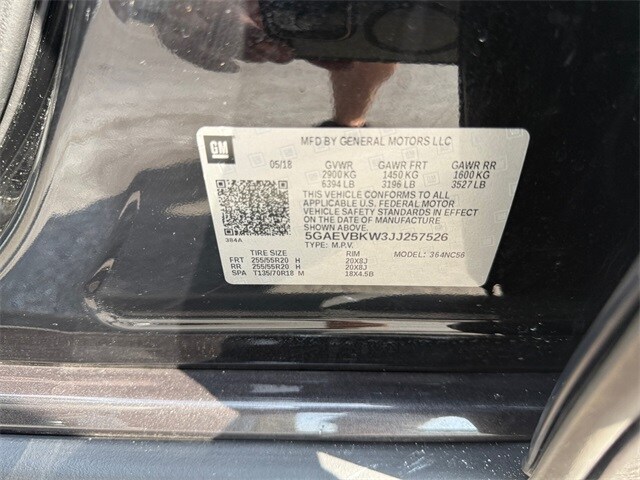 GM
MFD BY GENERAL MOTORS LLC
05/18 GVWR GAWR FRT GAWR RR
2900 KG 1450 KG 1600 KG
6394 LB 3196 LB 3527 LB
THIS VEHICLE CONFORMS TO ALL
APPLICABLE U.S. FEDERAL MOTOR
VEHICLE SAFETY STANDARDS IN EFFECT
ON THE DATE OF MANUFACTURE
SHOWN ABOVE.
384A 5GAEVBKW3JJ257526
TYPE: M.P.V. MODEL: 364NC56
TIRE SIZE RIM
FRT 255/55R20 H 20X8J
RR 255/55R20 H 20X8J
SPA T135/70R18 M 18X4.5B